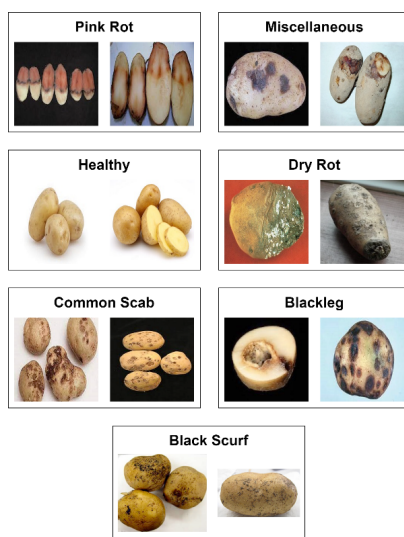 Pink Rot
Miscellaneous
Healthy
Dry Rot
Common Scab
Blackleg
Black Scurf